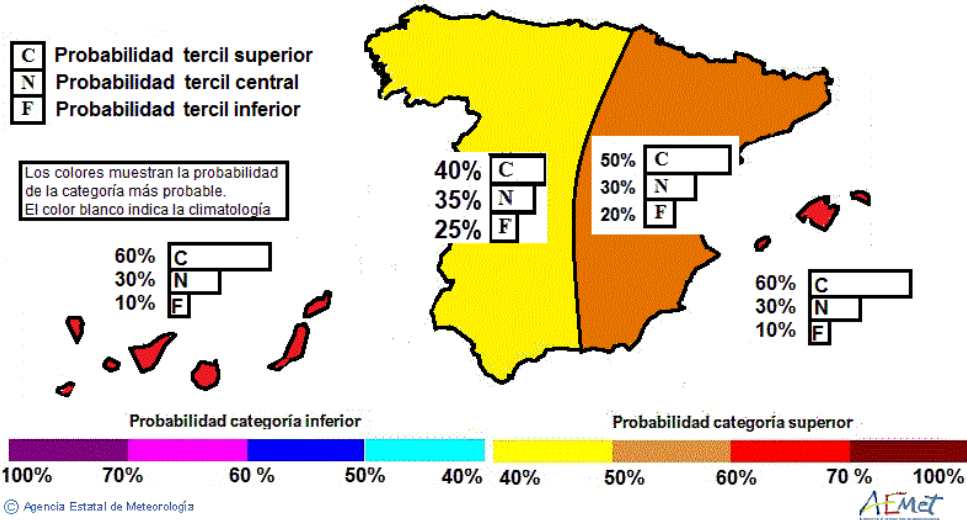 C Probabilidad tercil superior
N Probabilidad tercil central
F Probabilidad tercil inferior
Los colores muestran la probabilidad
de la categoría más probable.
El color blanco indica la climatología
40% C
35% N
25% F
50% C
30% N
20% F
60% C
30% N
10% F
60% C
30% N
10% F
Probabilidad categoría inferior
Probabilidad categoría superior
100% 70% 60 % 50% 40% 40% 50% 60% 70 % 100%
© Agencia Estatal de Meteorología
AEMet